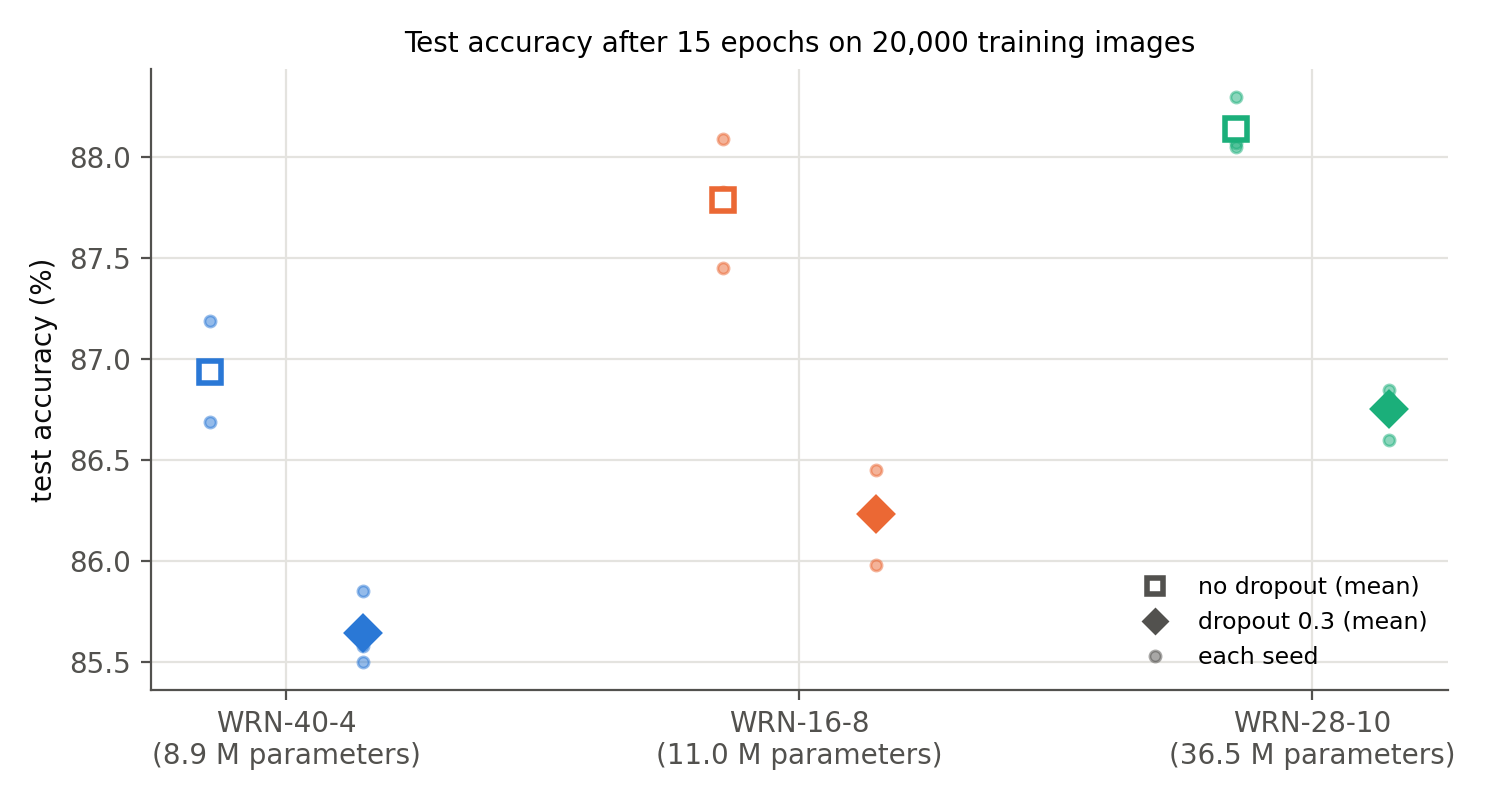 Test accuracy after 15 epochs on 20,000 training images
test accuracy (%)
88.0
87.5
87.0
86.5
86.0
85.5
no dropout (mean)
dropout 0.3 (mean)
each seed
WRN-40-4
(8.9 M parameters)
WRN-16-8
(11.0 M parameters)
WRN-28-10
(36.5 M parameters)